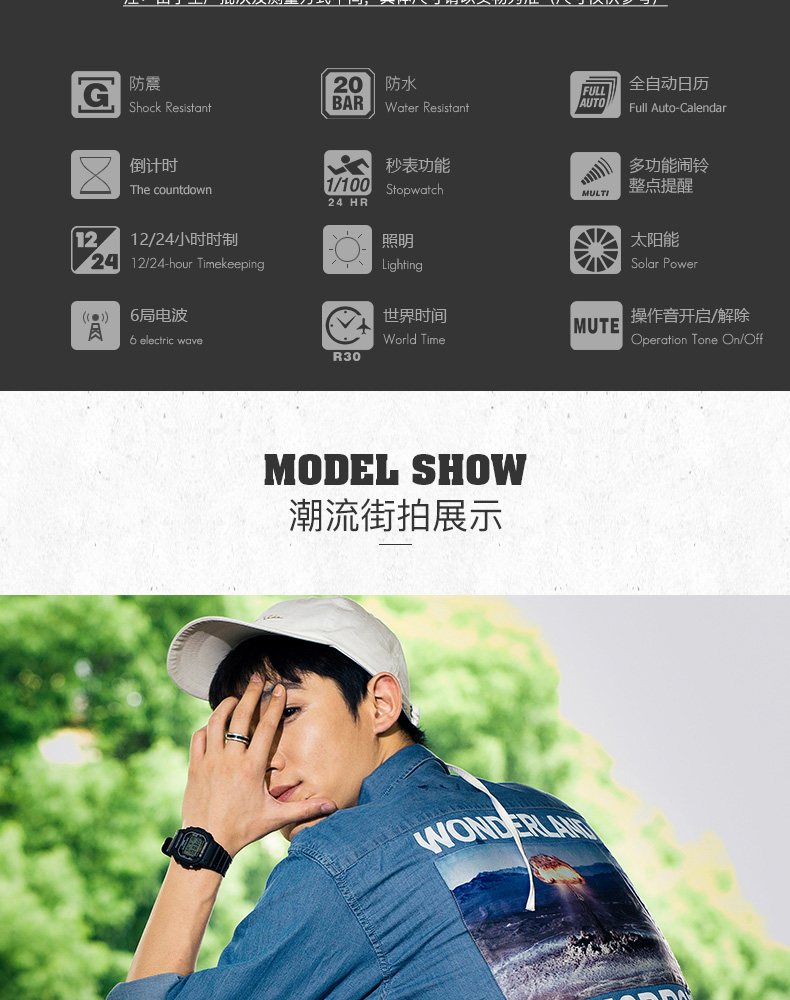 G
防震
Shock Resistant
20
BAR
防水
Water Resistant
FULL
AUTO
全自动日历
Full Auto-Calendar
倒计时
The countdown
1/100
24 HR
秒表功能
Stopwatch
MULTI
多功能闹铃
整点提醒
12
24
12/24小时时制
12/24-hour Timekeeping
照明
Lighting
太阳能
Solar Power
6局电波
6 electric wave
R30
世界时间
World Time
MUTE
操作音开启/解除
Operation Tone On/Off
MODEL SHOW
潮流街拍展示
WONDERLAND